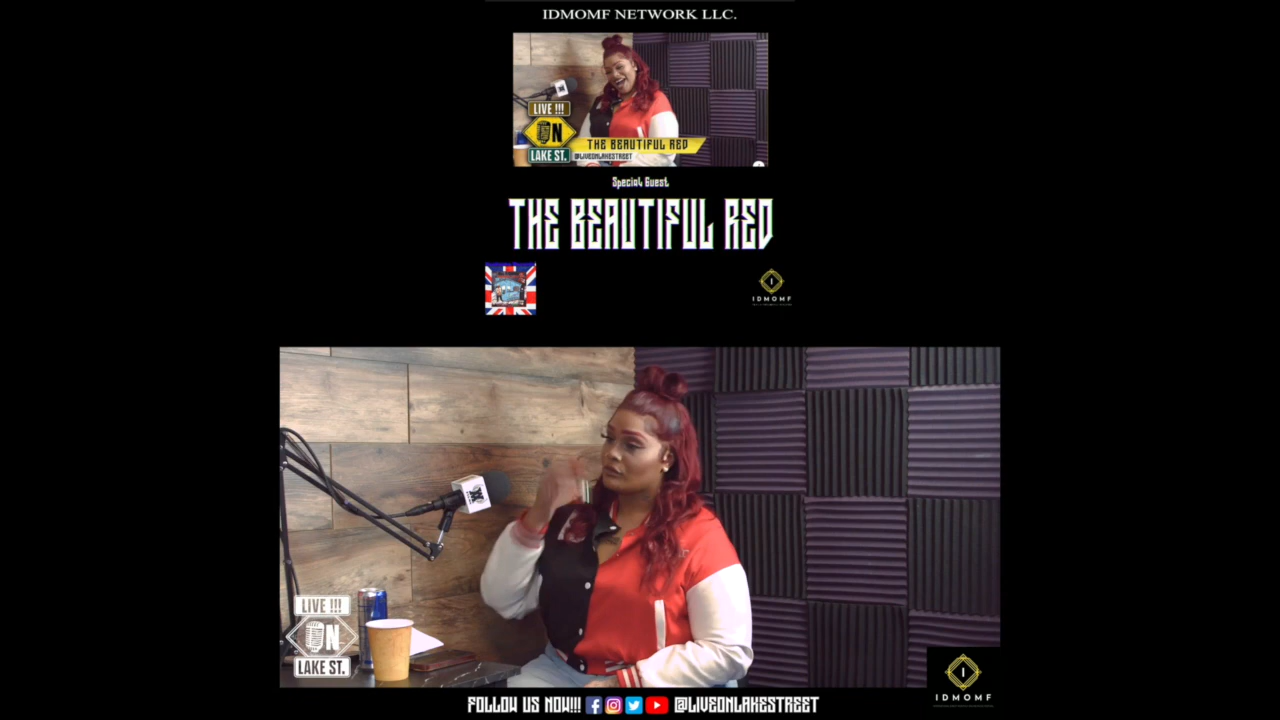 IDMOMF NETWORK LLC.
LIVE !!!
ON
LAKE ST.
THE BEAUTIFUL RED
@LIVEONLAKESTREET
Special Guest
THE BEAUTIFUL RED
I
IDMOMF
LIVE !!!
ON
LAKE ST.
I
IDMOMF
FOLLOW US NOW!!! @LIVEONLAKESTREET